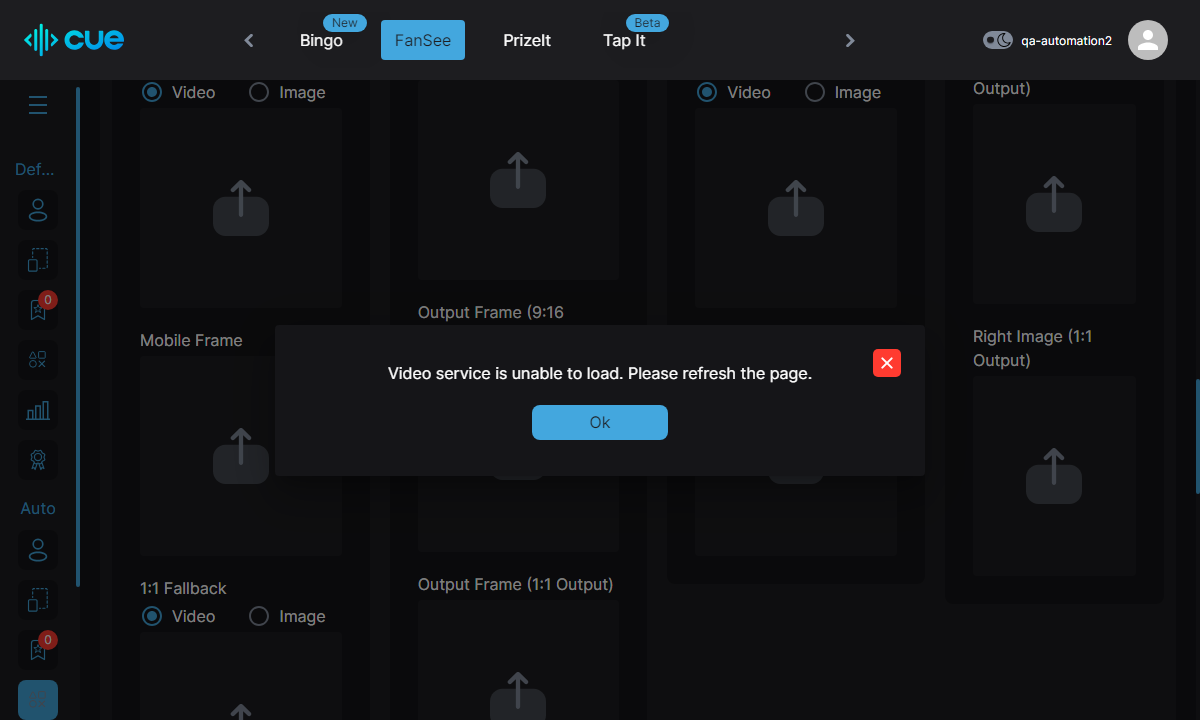 cue
Bingo
New
FanSee
PrizeIt
Tap It
Beta
qa-automation2
Def...
0
Auto
0
Video
Image
Mobile Frame
1:1 Fallback
Video
Image
Output Frame (9:16
Output Frame (1:1 Output)
Video
Image
Output)
Right Image (1:1
Output)
Video service is unable to load. Please refresh the page.
Ok